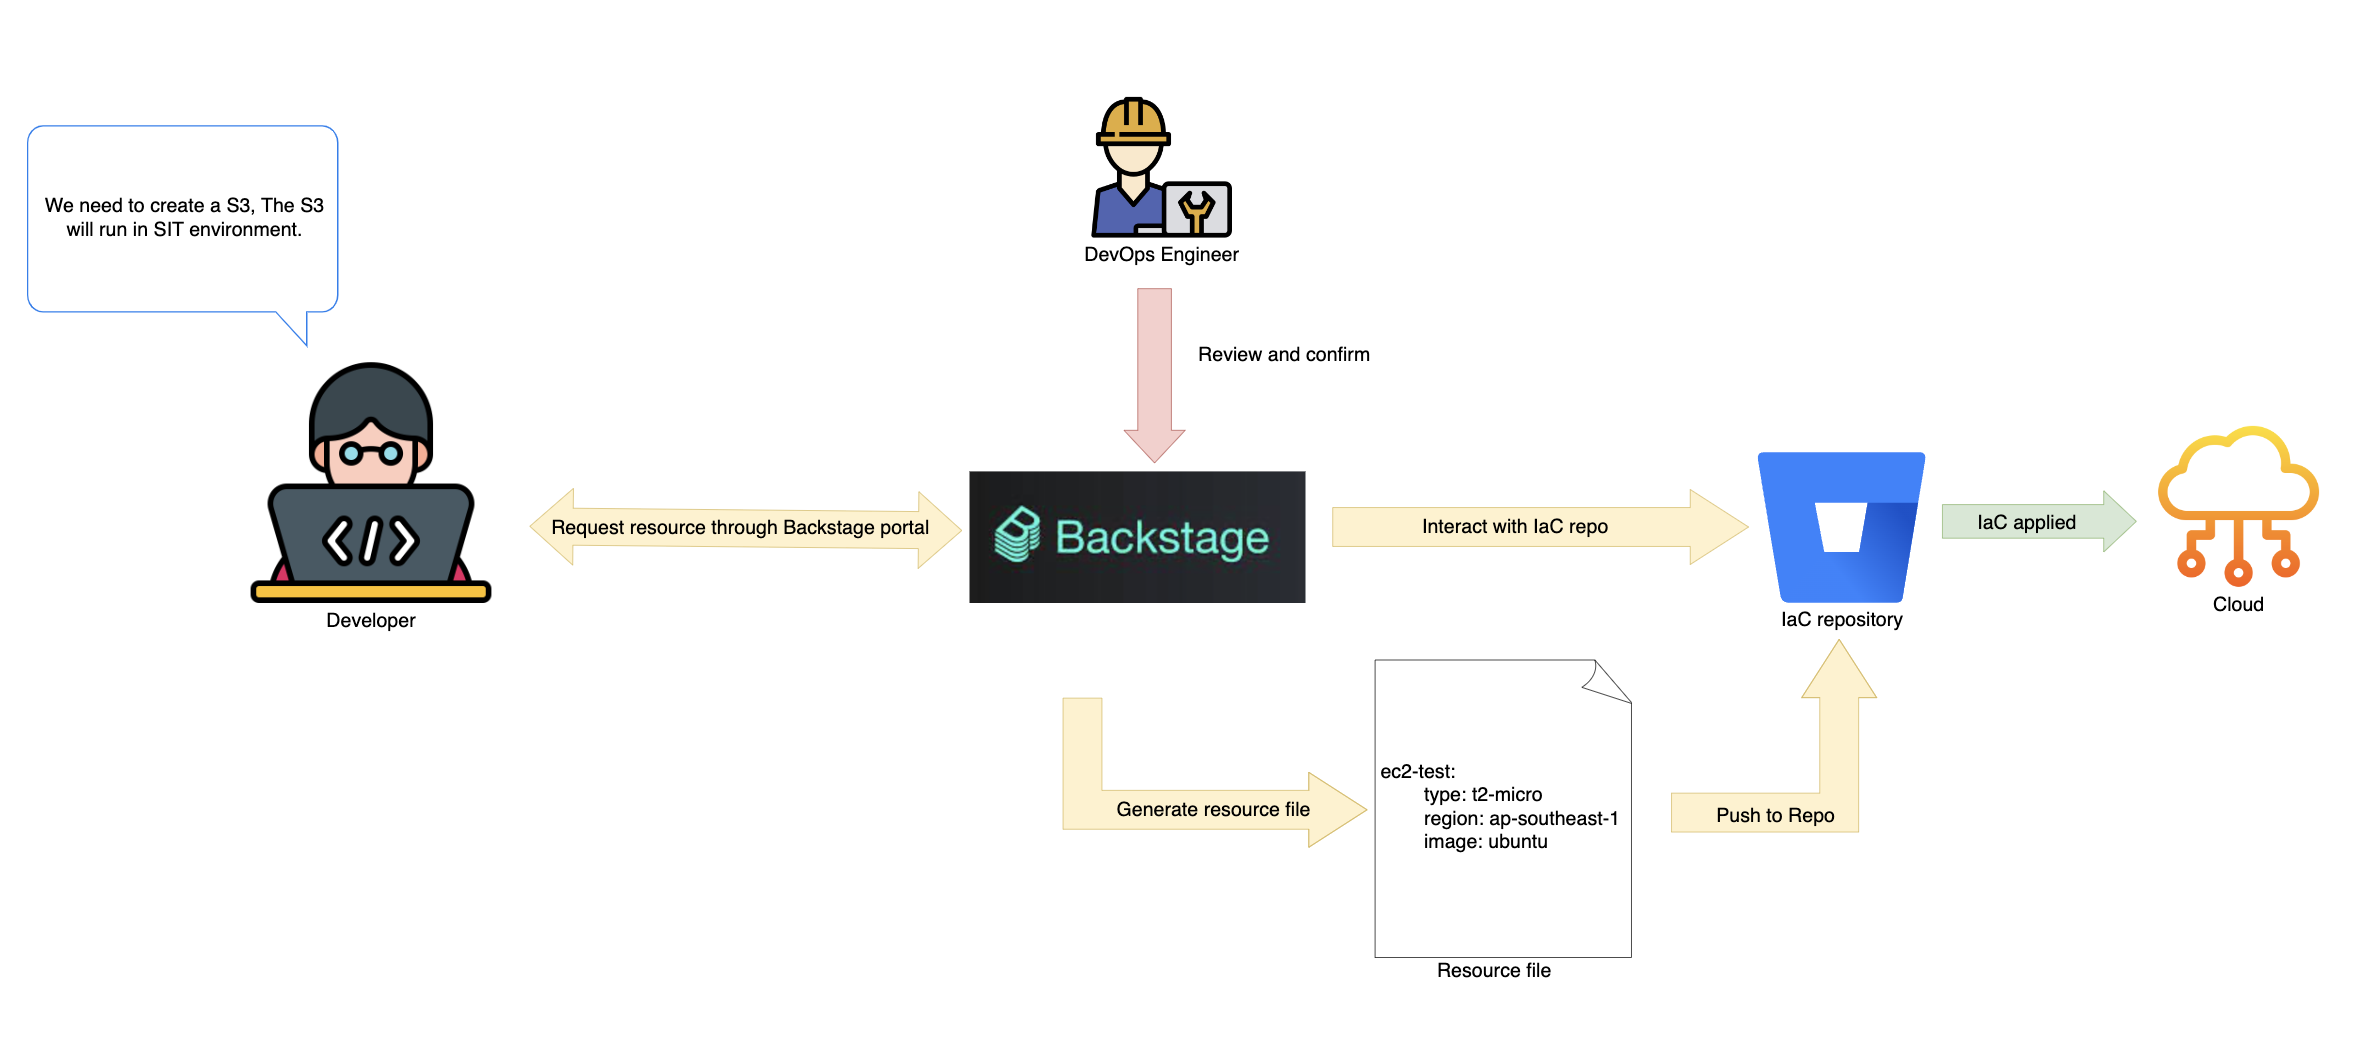 We need to create a S3, The S3
will run in SIT environment.
DevOps Engineer
Review and confirm
Developer
Request resource through Backstage portal
Backstage
Interact with IaC repo
IaC repository
IaC applied
Cloud
Generate resource file
ec2-test:
type: t2-micro
region: ap-southeast-1
image: ubuntu
Resource file
Push to Repo